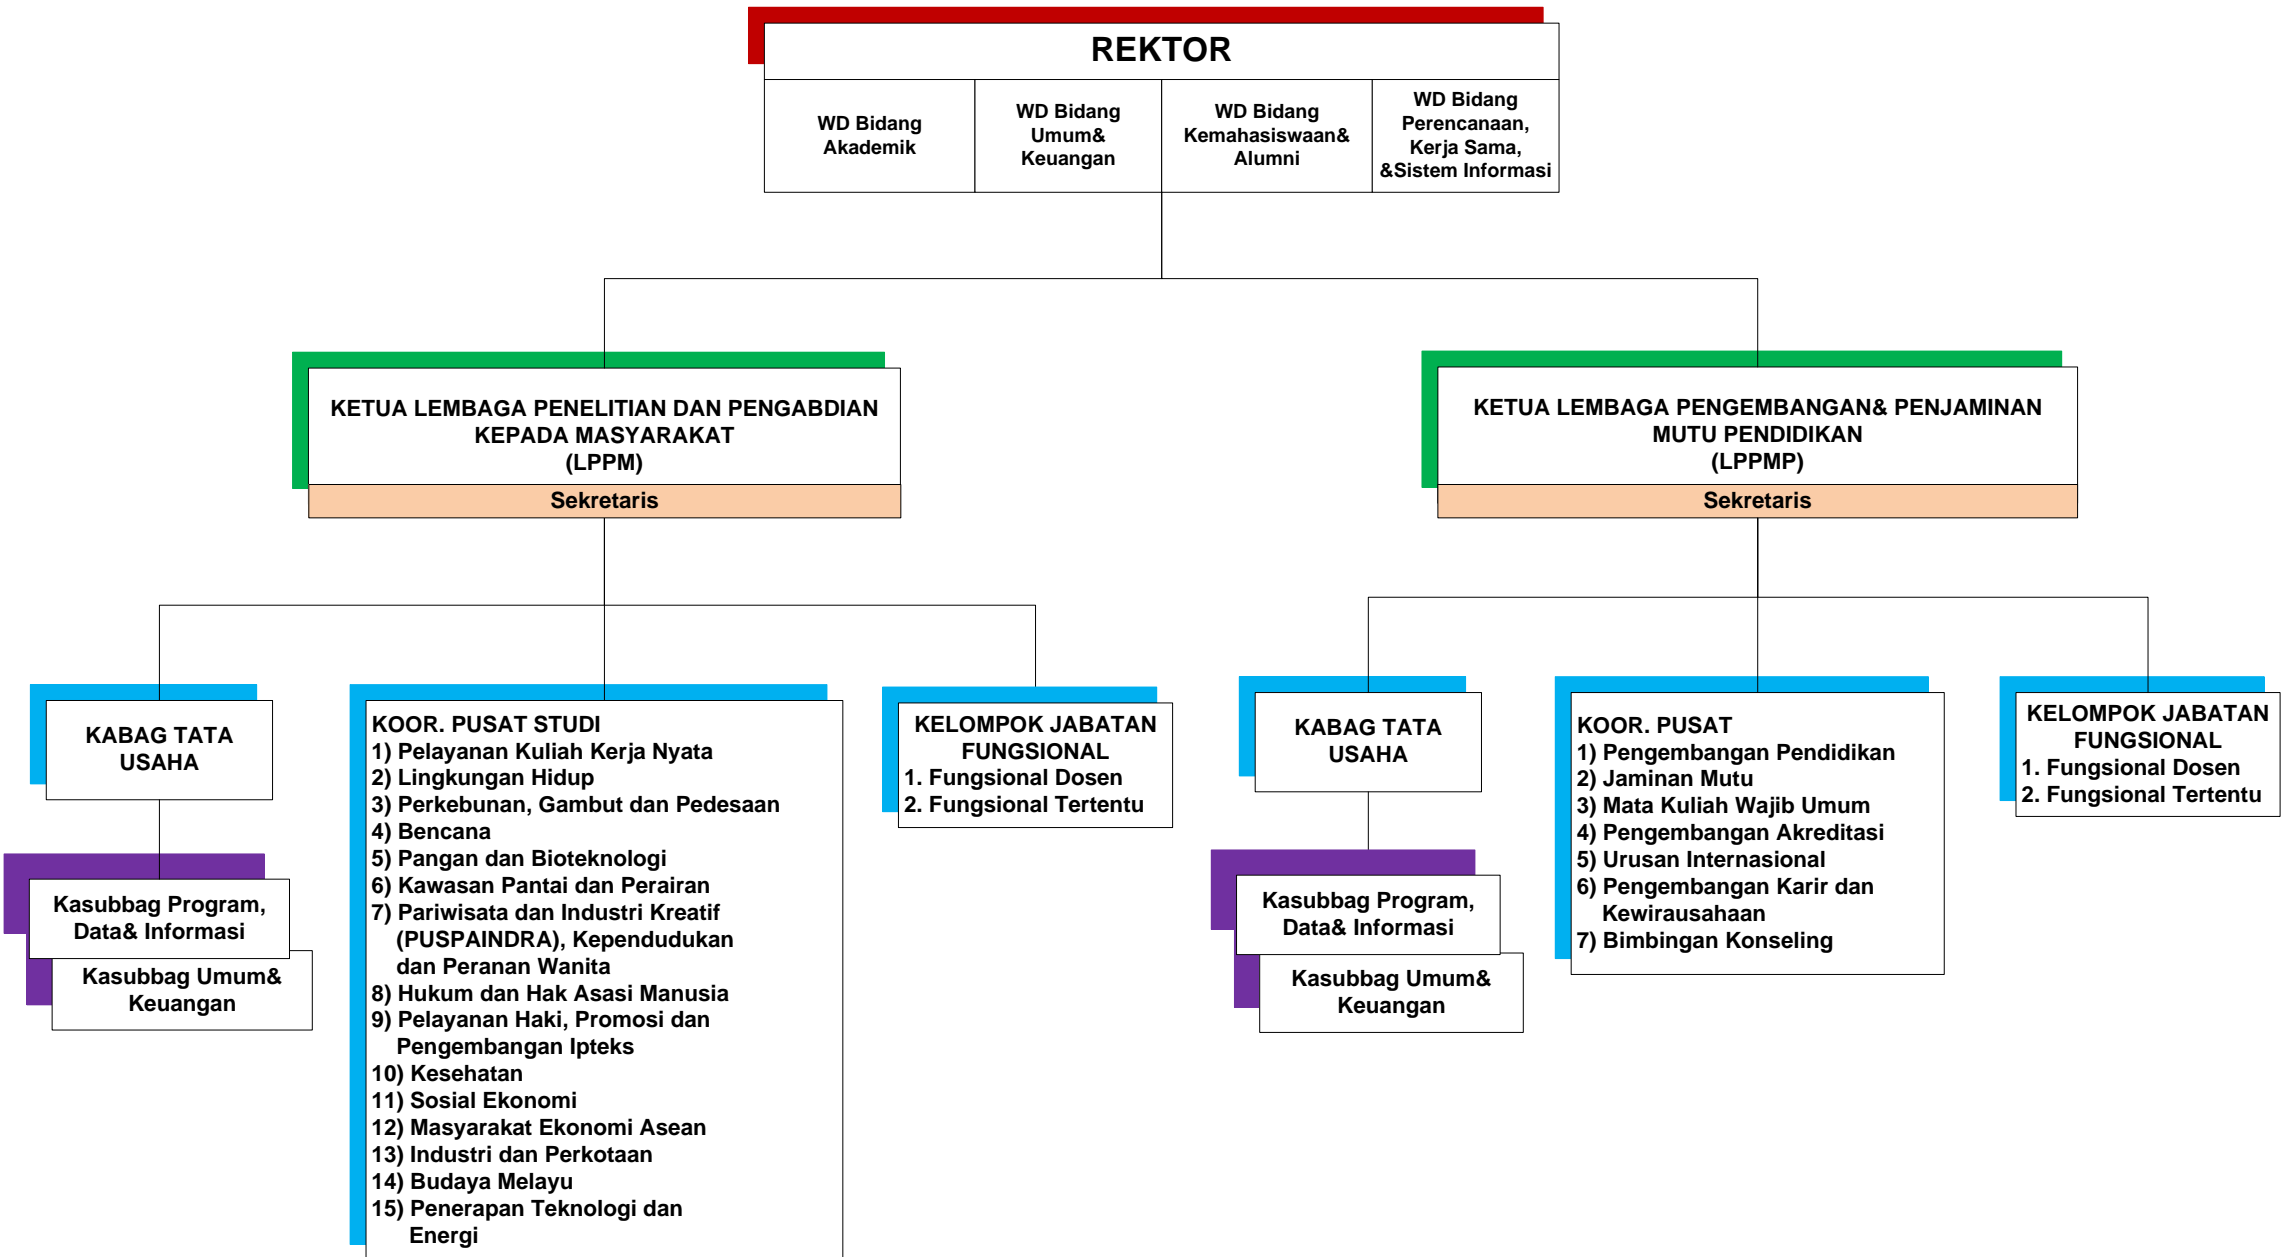 REKTOR
WD Bidang
Akademik
WD Bidang
Umum&
Keuangan
WD Bidang
Kemahasiswaan&
Alumni
WD Bidang
Perencanaan,
Kerja Sama,
&Sistem Informasi
KETUA LEMBAGA PENELITIAN DAN PENGABDIAN
KEPADA MASYARAKAT
(LPPM)
Sekretaris
KETUA LEMBAGA PENGEMBANGAN& PENJAMINAN
MUTU PENDIDIKAN
(LPPMP)
Sekretaris
KABAG TATA
USAHA
Kasubbag Program,
Data& Informasi
Kasubbag Umum&
Keuangan
KOOR. PUSAT STUDI
1) Pelayanan Kuliah Kerja Nyata
2) Lingkungan Hidup
3) Perkebunan, Gambut dan Pedesaan
4) Bencana
5) Pangan dan Bioteknologi
6) Kawasan Pantai dan Perairan
7) Pariwisata dan Industri Kreatif
(PUSPAINDRA), Kependudukan
dan Peranan Wanita
8) Hukum dan Hak Asasi Manusia
9) Pelayanan Haki, Promosi dan
Pengembangan Ipteks
10) Kesehatan
11) Sosial Ekonomi
12) Masyarakat Ekonomi Asean
13) Industri dan Perkotaan
14) Budaya Melayu
15) Penerapan Teknologi dan
Energi
KELOMPOK JABATAN
FUNGSIONAL
1. Fungsional Dosen
2. Fungsional Tertentu
KABAG TATA
USAHA
Kasubbag Program,
Data& Informasi
Kasubbag Umum&
Keuangan
KOOR. PUSAT
1) Pengembangan Pendidikan
2) Jaminan Mutu
3) Mata Kuliah Wajib Umum
4) Pengembangan Akreditasi
5) Urusan Internasional
6) Pengembangan Karir dan
Kewirausahaan
7) Bimbingan Konseling
KELOMPOK JABATAN
FUNGSIONAL
1. Fungsional Dosen
2. Fungsional Tertentu